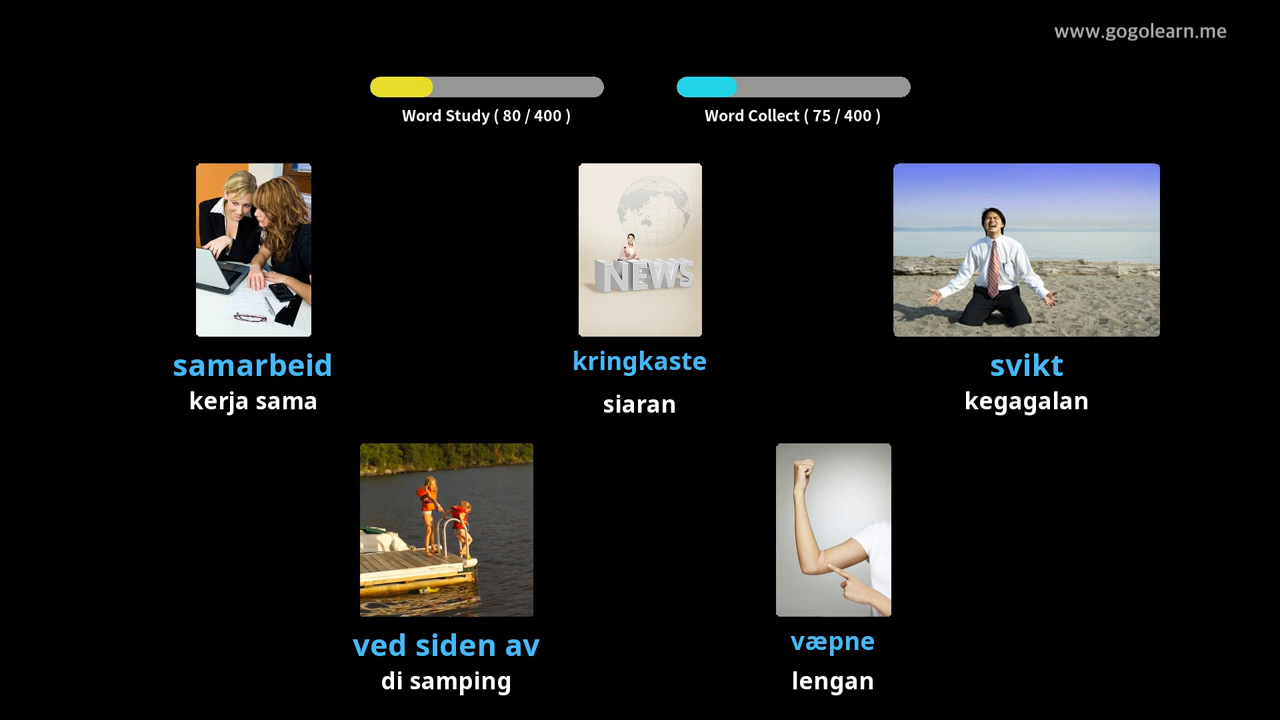 www.gogolearn.me
Word Study ( 80 / 400 )
Word Collect ( 75 / 400 )
NEWS
samarbeid
kerja sama
kringkaste
siaran
svikt
kegagalan
ved siden av
di samping
væpne
lengan